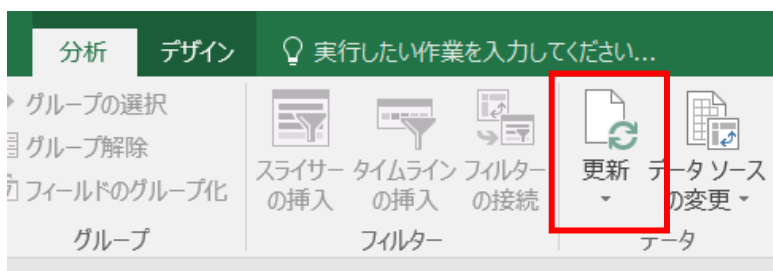 分析 デザイン 実行したい作業を入力してください...
グループの選択
グループ解除
フィールドのグループ化
グループ
スライサー
の挿入
タイムライン
の挿入
フィルター
の接続
フィルター
更新
データ ソース
の変更
データ